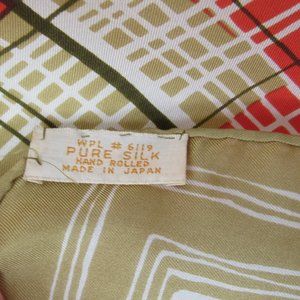 WPL # 6119
PURE SILK
HAND ROLLED
MADE IN JAPAN